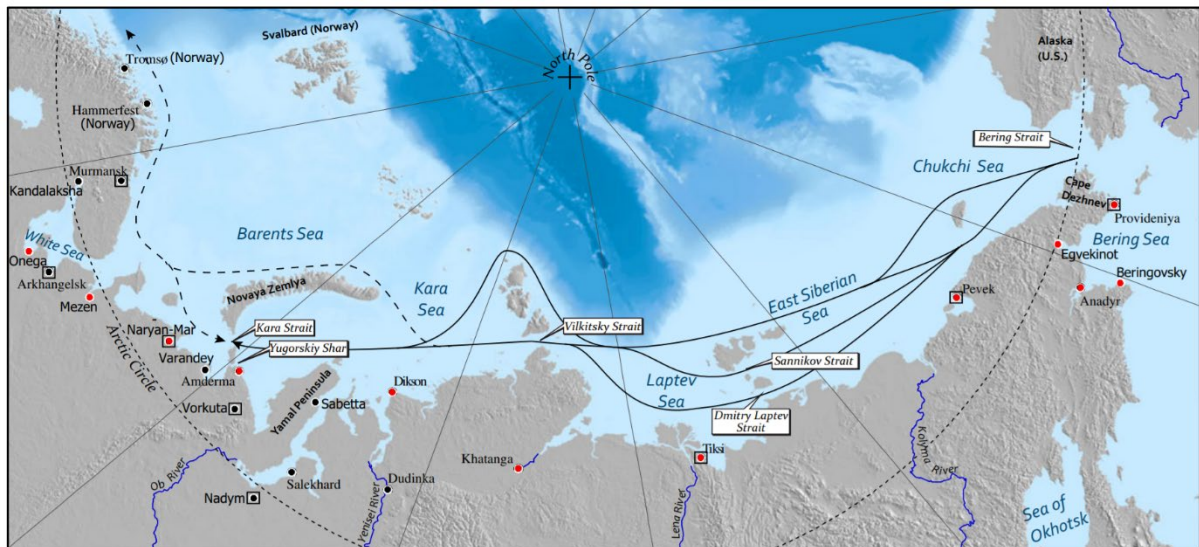 Svalbard (Norway)
Tromsø (Norway)
North Pole
Alaska
(U.S.)
Hammerfest
(Norway)
Bering Strait
Murmansk
Kandalaksha
Chukchi Sea
Cape
Dezhnev
Provideniya
White Sea
Barents Sea
Bering Sea
Onega
Egvekinot
Arkhangelsk
Beringovsky
Mezen
Novaya Zemlya
Kara
Sea
East Siberian
Sea
Pevek
Anadyr
Naryan-Mar
Kara Strait
Vilkitsky Strait
Arctic Circle
Varandey
Yugorskiy Shar
Sannikov Strait
Amderma
Yamal Peninsula
Dikson
Laptev
Sea
Vorkuta
Sabetta
Dmitry Laptev
Strait
Ob River
Khatanga
Tiksi
Kolyma
River
Salekhard
Dudinka
Nadym
Yenisei River
Lena River
Sea of
Okhotsk